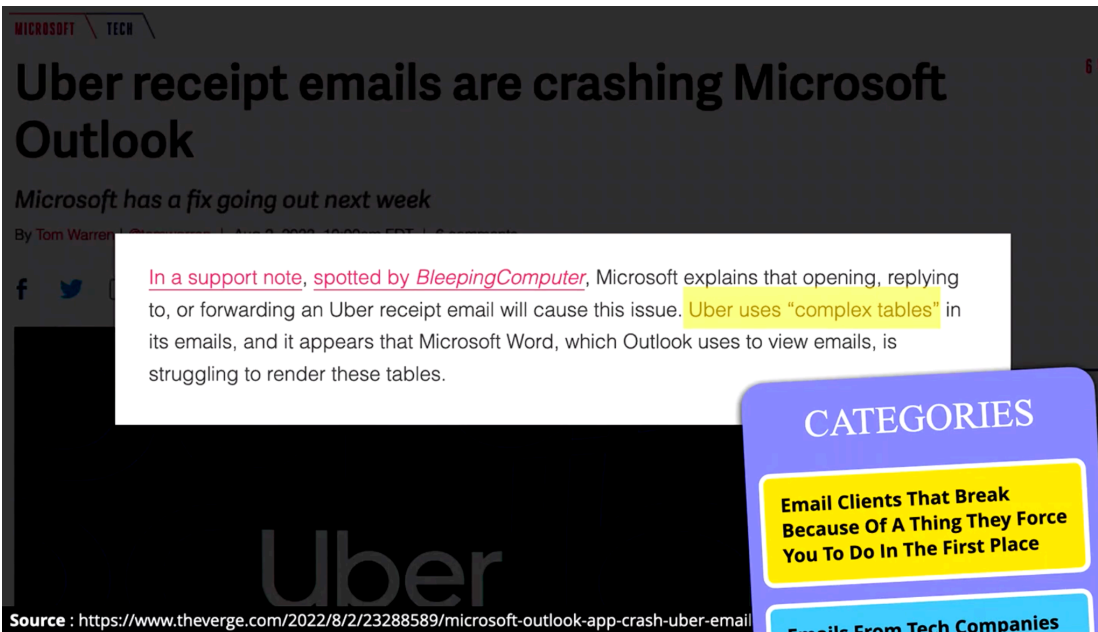 MICROSOFT \ TECH \
6
Uber receipt emails are crashing Microsoft
Outlook
Microsoft has a fix going out next week
By Tom Warren
In a support note, spotted by BleepingComputer, Microsoft explains that opening, replying
to, or forwarding an Uber receipt email will cause this issue. Uber uses “complex tables” in
its emails, and it appears that Microsoft Word, which Outlook uses to view emails, is
struggling to render these tables.
CATEGORIES
Email Clients That Break
Because Of A Thing They Force
You To Do In The First Place
Emails From Tech Companies
Uber
Source : https://www.theverge.com/2022/8/2/23288589/microsoft-outlook-app-crash-uber-email